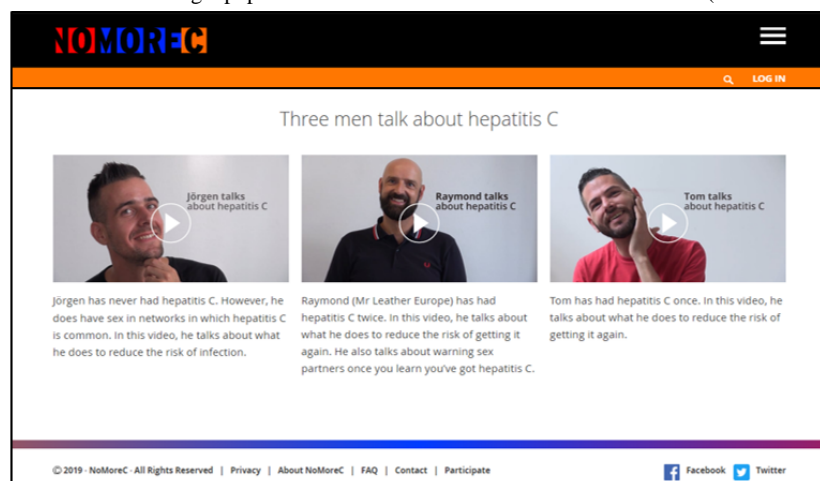 NOMOREC
LOG IN
Three men talk about hepatitis C
Jörgen talks
about hepatitis C
Raymond talks
about hepatitis C
Tom talks
about hepatitis C
Jörgen has never had hepatitis C. However, he
does have sex in networks in which hepatitis C
is common. In this video, he talks about what
he does to reduce the risk of infection.
Raymond (Mr Leather Europe) has had
hepatitis C twice. In this video, he talks about
what he does to reduce the risk of getting it
again. He also talks about warning sex
partners once you learn you've got hepatitis C.
Tom has had hepatitis C once. In this video, he
talks about what he does to reduce the risk of
getting it again.
© 2019 - NoMoreC - All Rights Reserved | Privacy | About NoMoreC | FAQ | Contact | Participate
Facebook Twitter